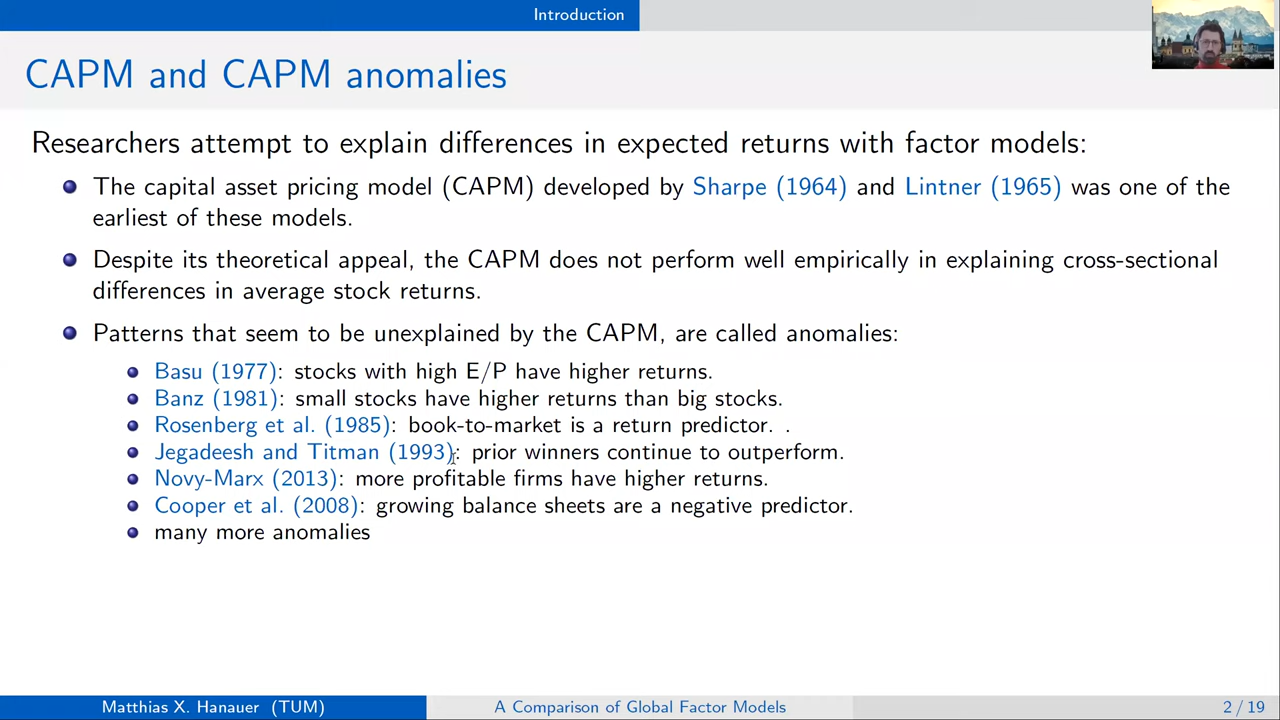 Introduction
CAPM and CAPM anomalies
Researchers attempt to explain differences in expected returns with factor models:
The capital asset pricing model (CAPM) developed by Sharpe (1964) and Lintner (1965) was one of the
earliest of these models.
Despite its theoretical appeal, the CAPM does not perform well empirically in explaining cross-sectional
differences in average stock returns.
Patterns that seem to be unexplained by the CAPM, are called anomalies:
Basu (1977): stocks with high E/P have higher returns.
Banz (1981): small stocks have higher returns than big stocks.
Rosenberg et al. (1985): book-to-market is a return predictor. .
Jegadeesh and Titman (1993): prior winners continue to outperform.
Novy-Marx (2013): more profitable firms have higher returns.
Cooper et al. (2008): growing balance sheets are a negative predictor.
many more anomalies
Matthias X. Hanauer (TUM) A Comparison of Global Factor Models 2 / 19